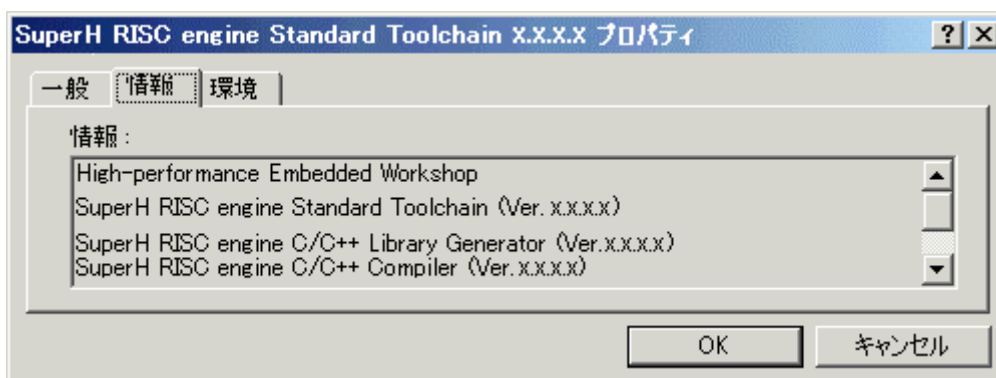 SuperH RISC engine Standard Toolchain X.X.X.X プロパティ
一般 情報 環境
情報 :
High-performance Embedded Workshop
SuperH RISC engine Standard Toolchain (Ver. X.X.X.X)
SuperH RISC engine C/C++ Library Generator (Ver.X.X.X.X)
SuperH RISC engine C/C++ Compiler (Ver. X.X.X.X)
OK キャンセル